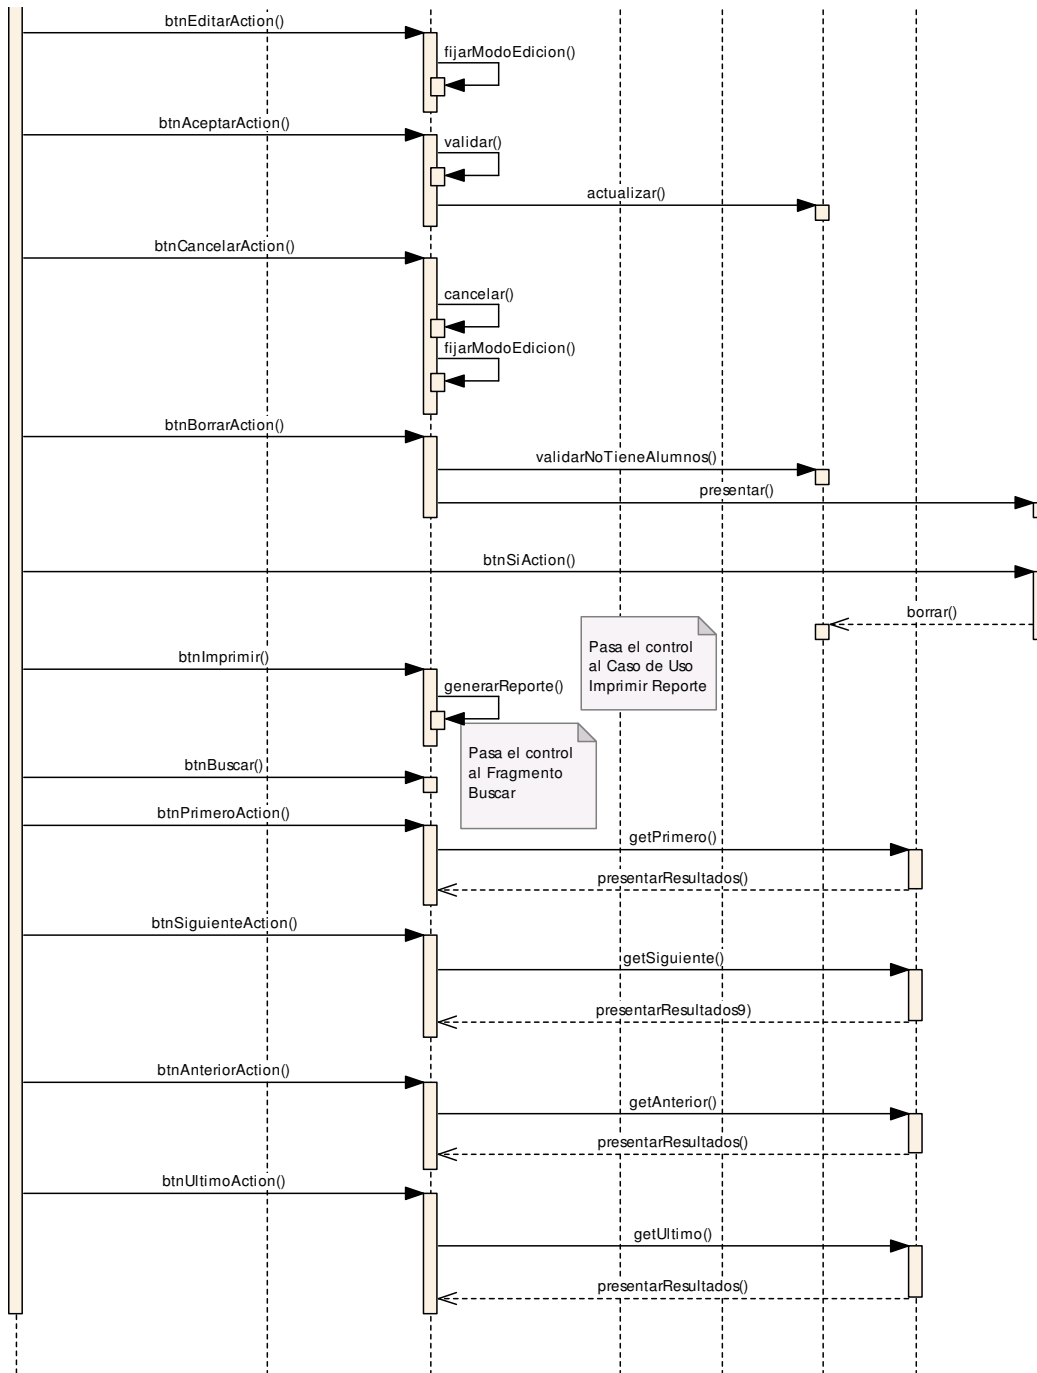 btnEditarAction()
fijarModoEdicion()
btnAceptarAction()
validar()
actualizar()
btnCancelarAction()
cancelar()
fijarModoEdicion()
btnBorrarAction()
validarNoTieneAlumnos()
presentar()
btnSiAction()
borrar()
Pasa el control
al Caso de Uso
Imprimir Reporte
btnImprimir()
generarReporte()
Pasa el control
al Fragmento
Buscar
btnBuscar()
btnPrimeroAction()
getPrimero()
presentarResultados()
btnSiguienteAction()
getSiguiente()
presentarResultados9)
btnAnteriorAction()
getAnterior()
presentarResultados()
btnUltimoAction()
getUltimo()
presentarResultados()